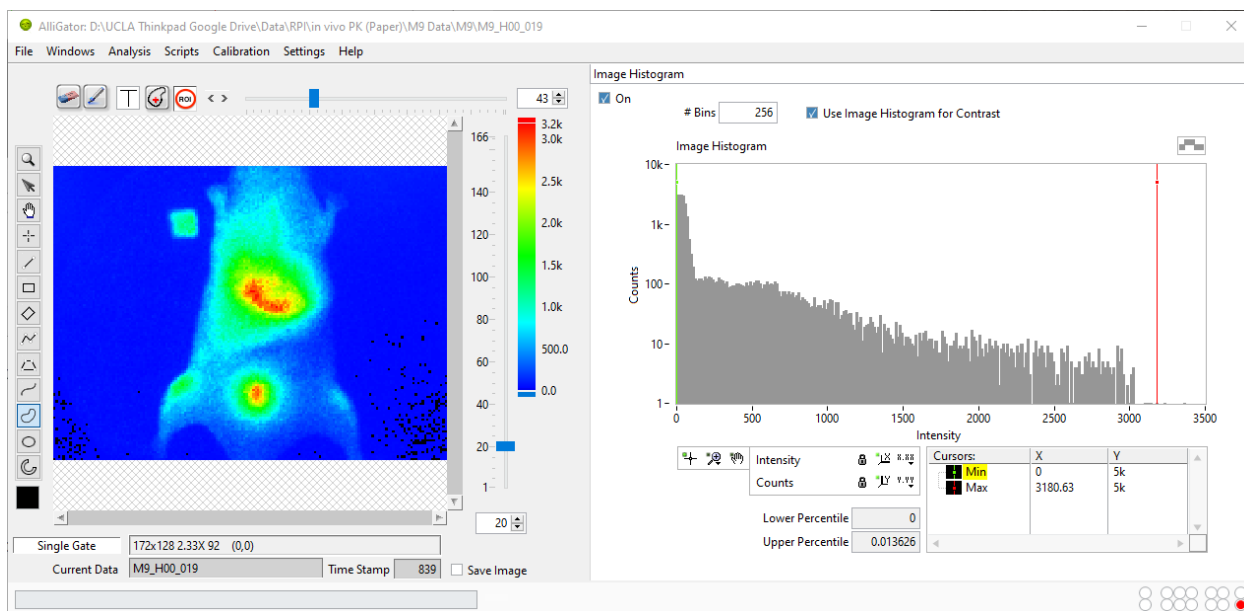 AlliGator: D:\UCLA Thinkpad Google Drive\Data\RPI\in vivo PK (Paper)\M9 Data\M9\M9_H00_019
File Windows Analysis Scripts Calibration Settings Help
ROI
43
3.2k
3.0k
2.5k
2.0k
1.5k
1.0k
500.0
0.0
166
140
120
100
80
60
40
20
1
20
Single Gate 172x128 2.33X 92 (0,0)
Current Data M9_H00_019 Time Stamp 839 Save Image
Image Histogram
On
# Bins 256 Use Image Histogram for Contrast
Image Histogram
10k
1k
100
10
1
Counts
0 500 1000 1500 2000 2500 3000 3500
Intensity
Intensity
Counts
Cursors: X Y
Min 0 5k
Max 3180.63 5k
Lower Percentile 0
Upper Percentile 0.013626